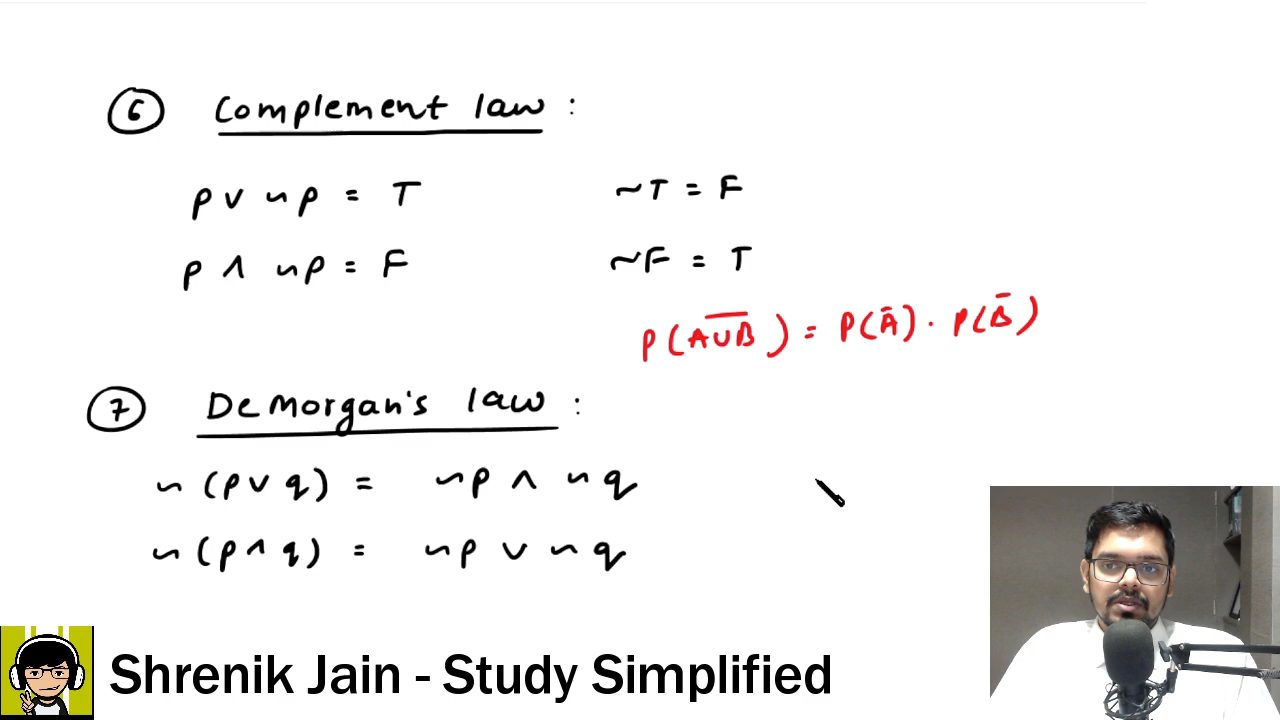 6 Complement law :
p ∨ ~p = T ~T = F
p ∧ ~p = F ~F = T
P(A̅∪̅B̅) = P(A̅) · P(B̅)
7 DeMorgan's law :
~(p ∨ q) = ~p ∧ ~q
~(p ∧ q) = ~p ∨ ~q
Shrenik Jain - Study Simplified